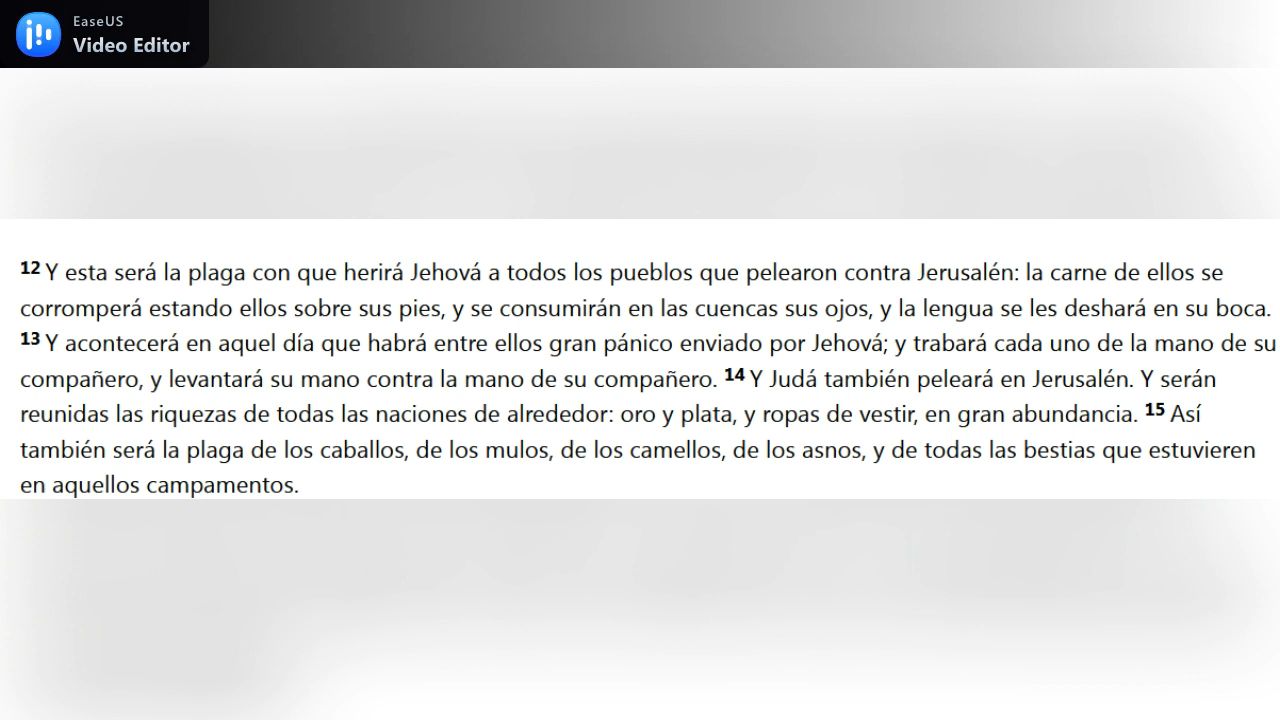 EaseUS
Video Editor
12 Y esta será la plaga con que herirá Jehová a todos los pueblos que pelearon contra Jerusalén: la carne de ellos se
corromperá estando ellos sobre sus pies, y se consumirán en las cuencas sus ojos, y la lengua se les deshará en su boca.
13 Y acontecerá en aquel día que habrá entre ellos gran pánico enviado por Jehová; y trabará cada uno de la mano de su
compañero, y levantará su mano contra la mano de su compañero. 14 Y Judá también peleará en Jerusalén. Y serán
reunidas las riquezas de todas las naciones de alrededor: oro y plata, y ropas de vestir, en gran abundancia. 15 Así
también será la plaga de los caballos, de los mulos, de los camellos, de los asnos, y de todas las bestias que estuvieren
en aquellos campamentos.